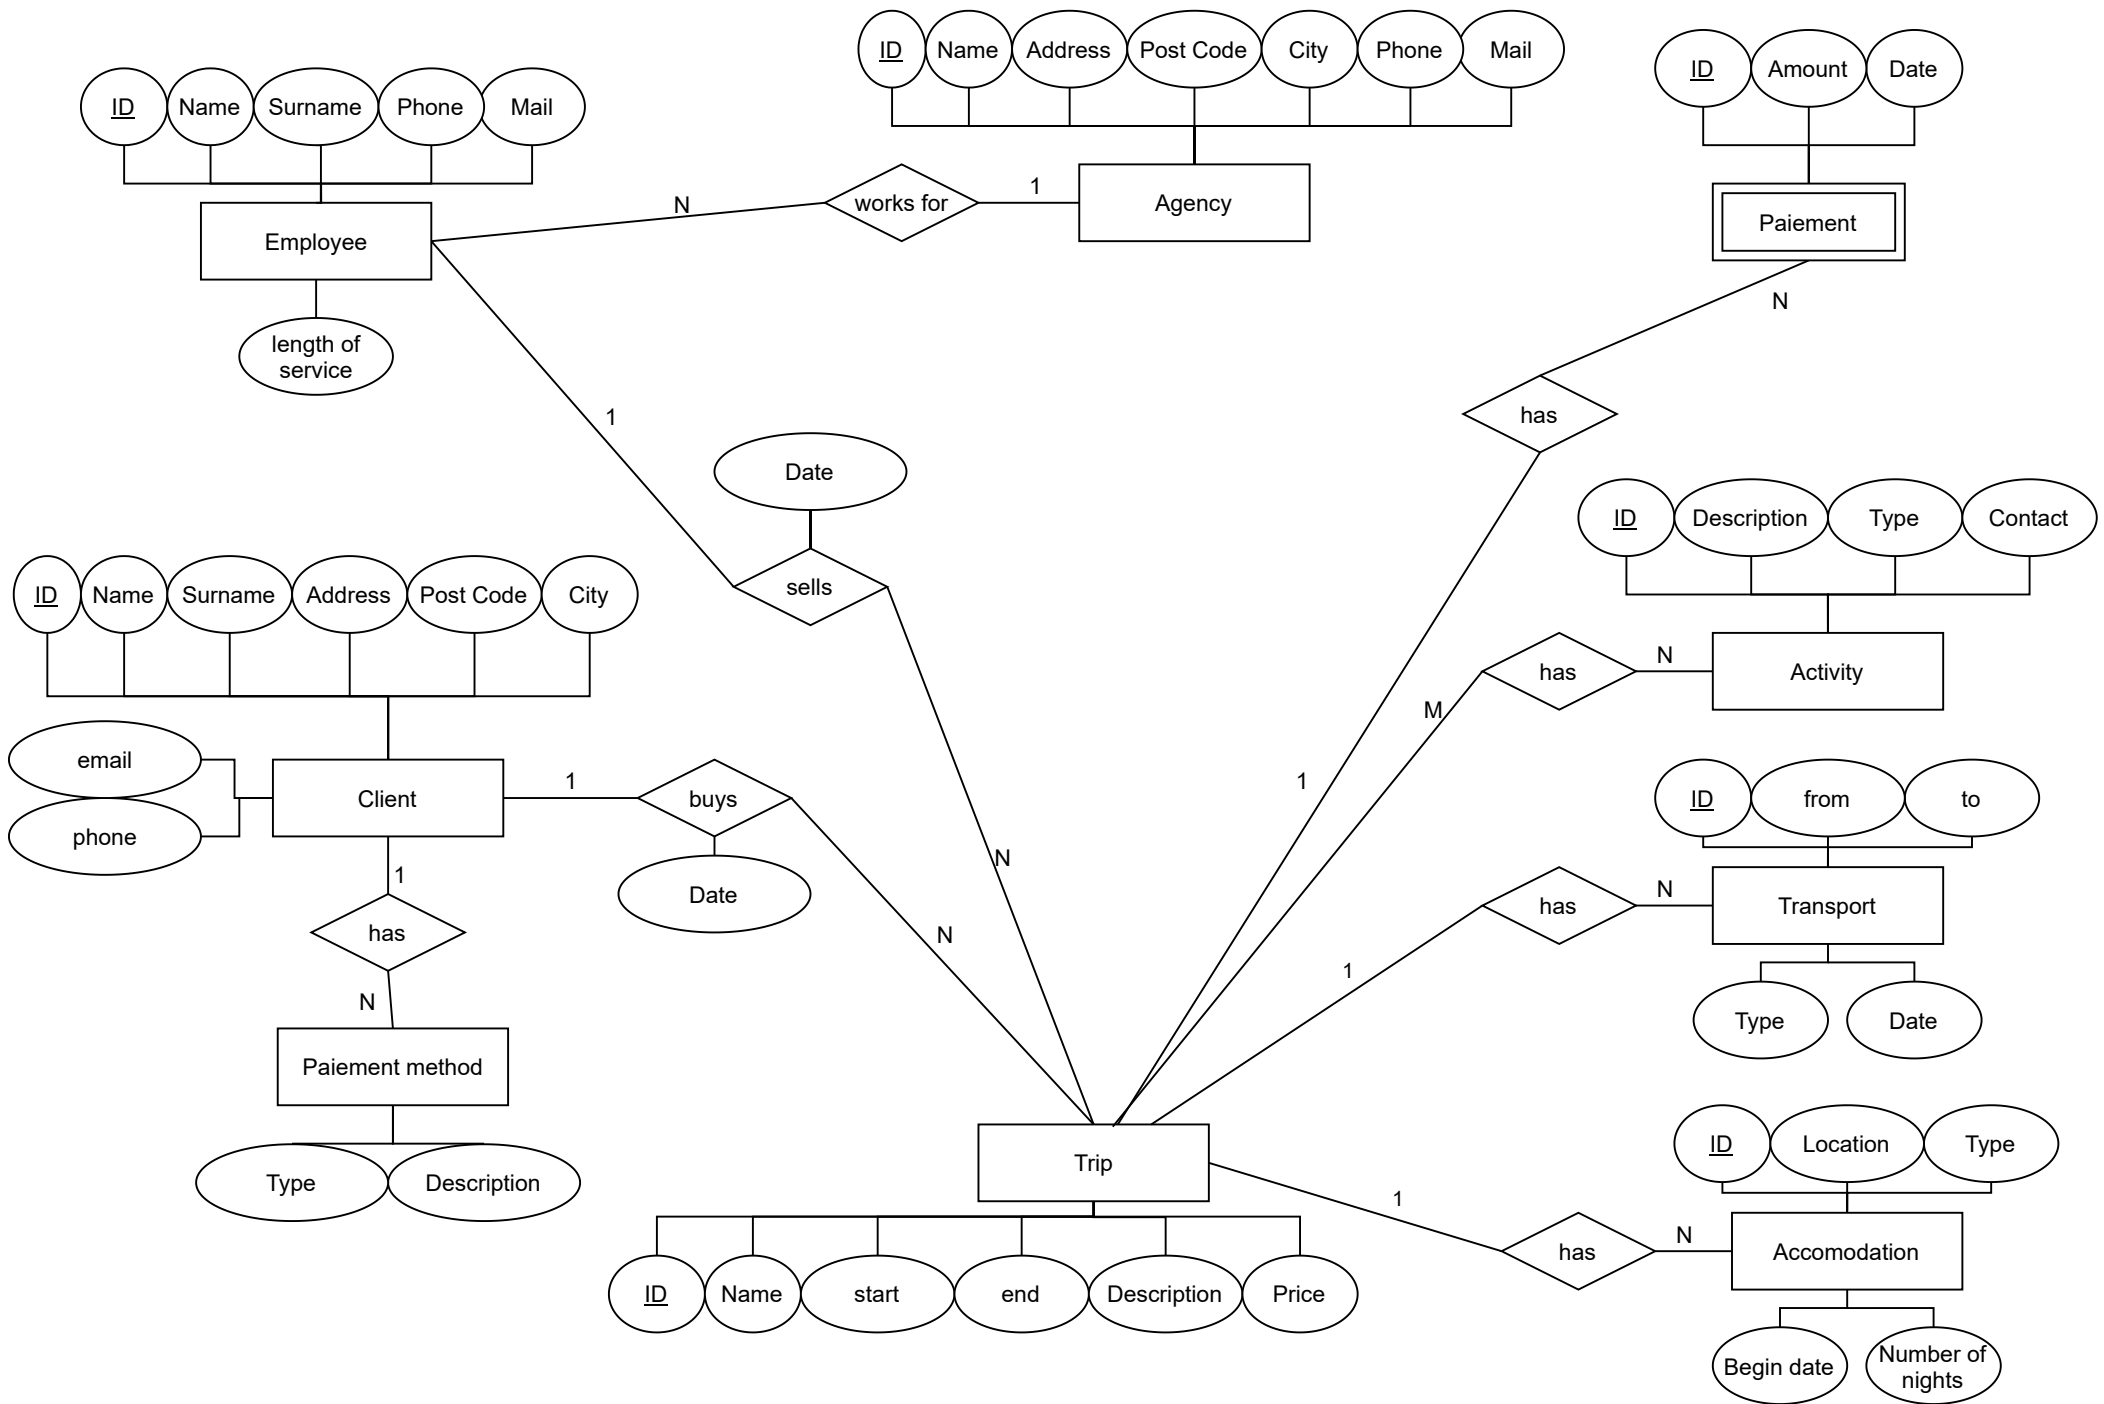 ID
Name
Address
Post Code
City
Phone
Mail
ID
Amount
Date
ID
Name
Surname
Phone
Mail
works for
1
N
Agency
Paiement
Employee
N
length of
service
1
has
Date
ID
Description
Type
Contact
sells
ID
Name
Surname
Address
Post Code
City
has
N
Activity
M
email
Client
1
buys
1
ID
from
to
phone
N
1
Date
has
N
Transport
has
N
1
N
Type
Date
Paiement method
Type
Description
Trip
ID
Location
Type
1
has
N
Accomodation
ID
Name
start
end
Description
Price
Begin date
Number of
nights